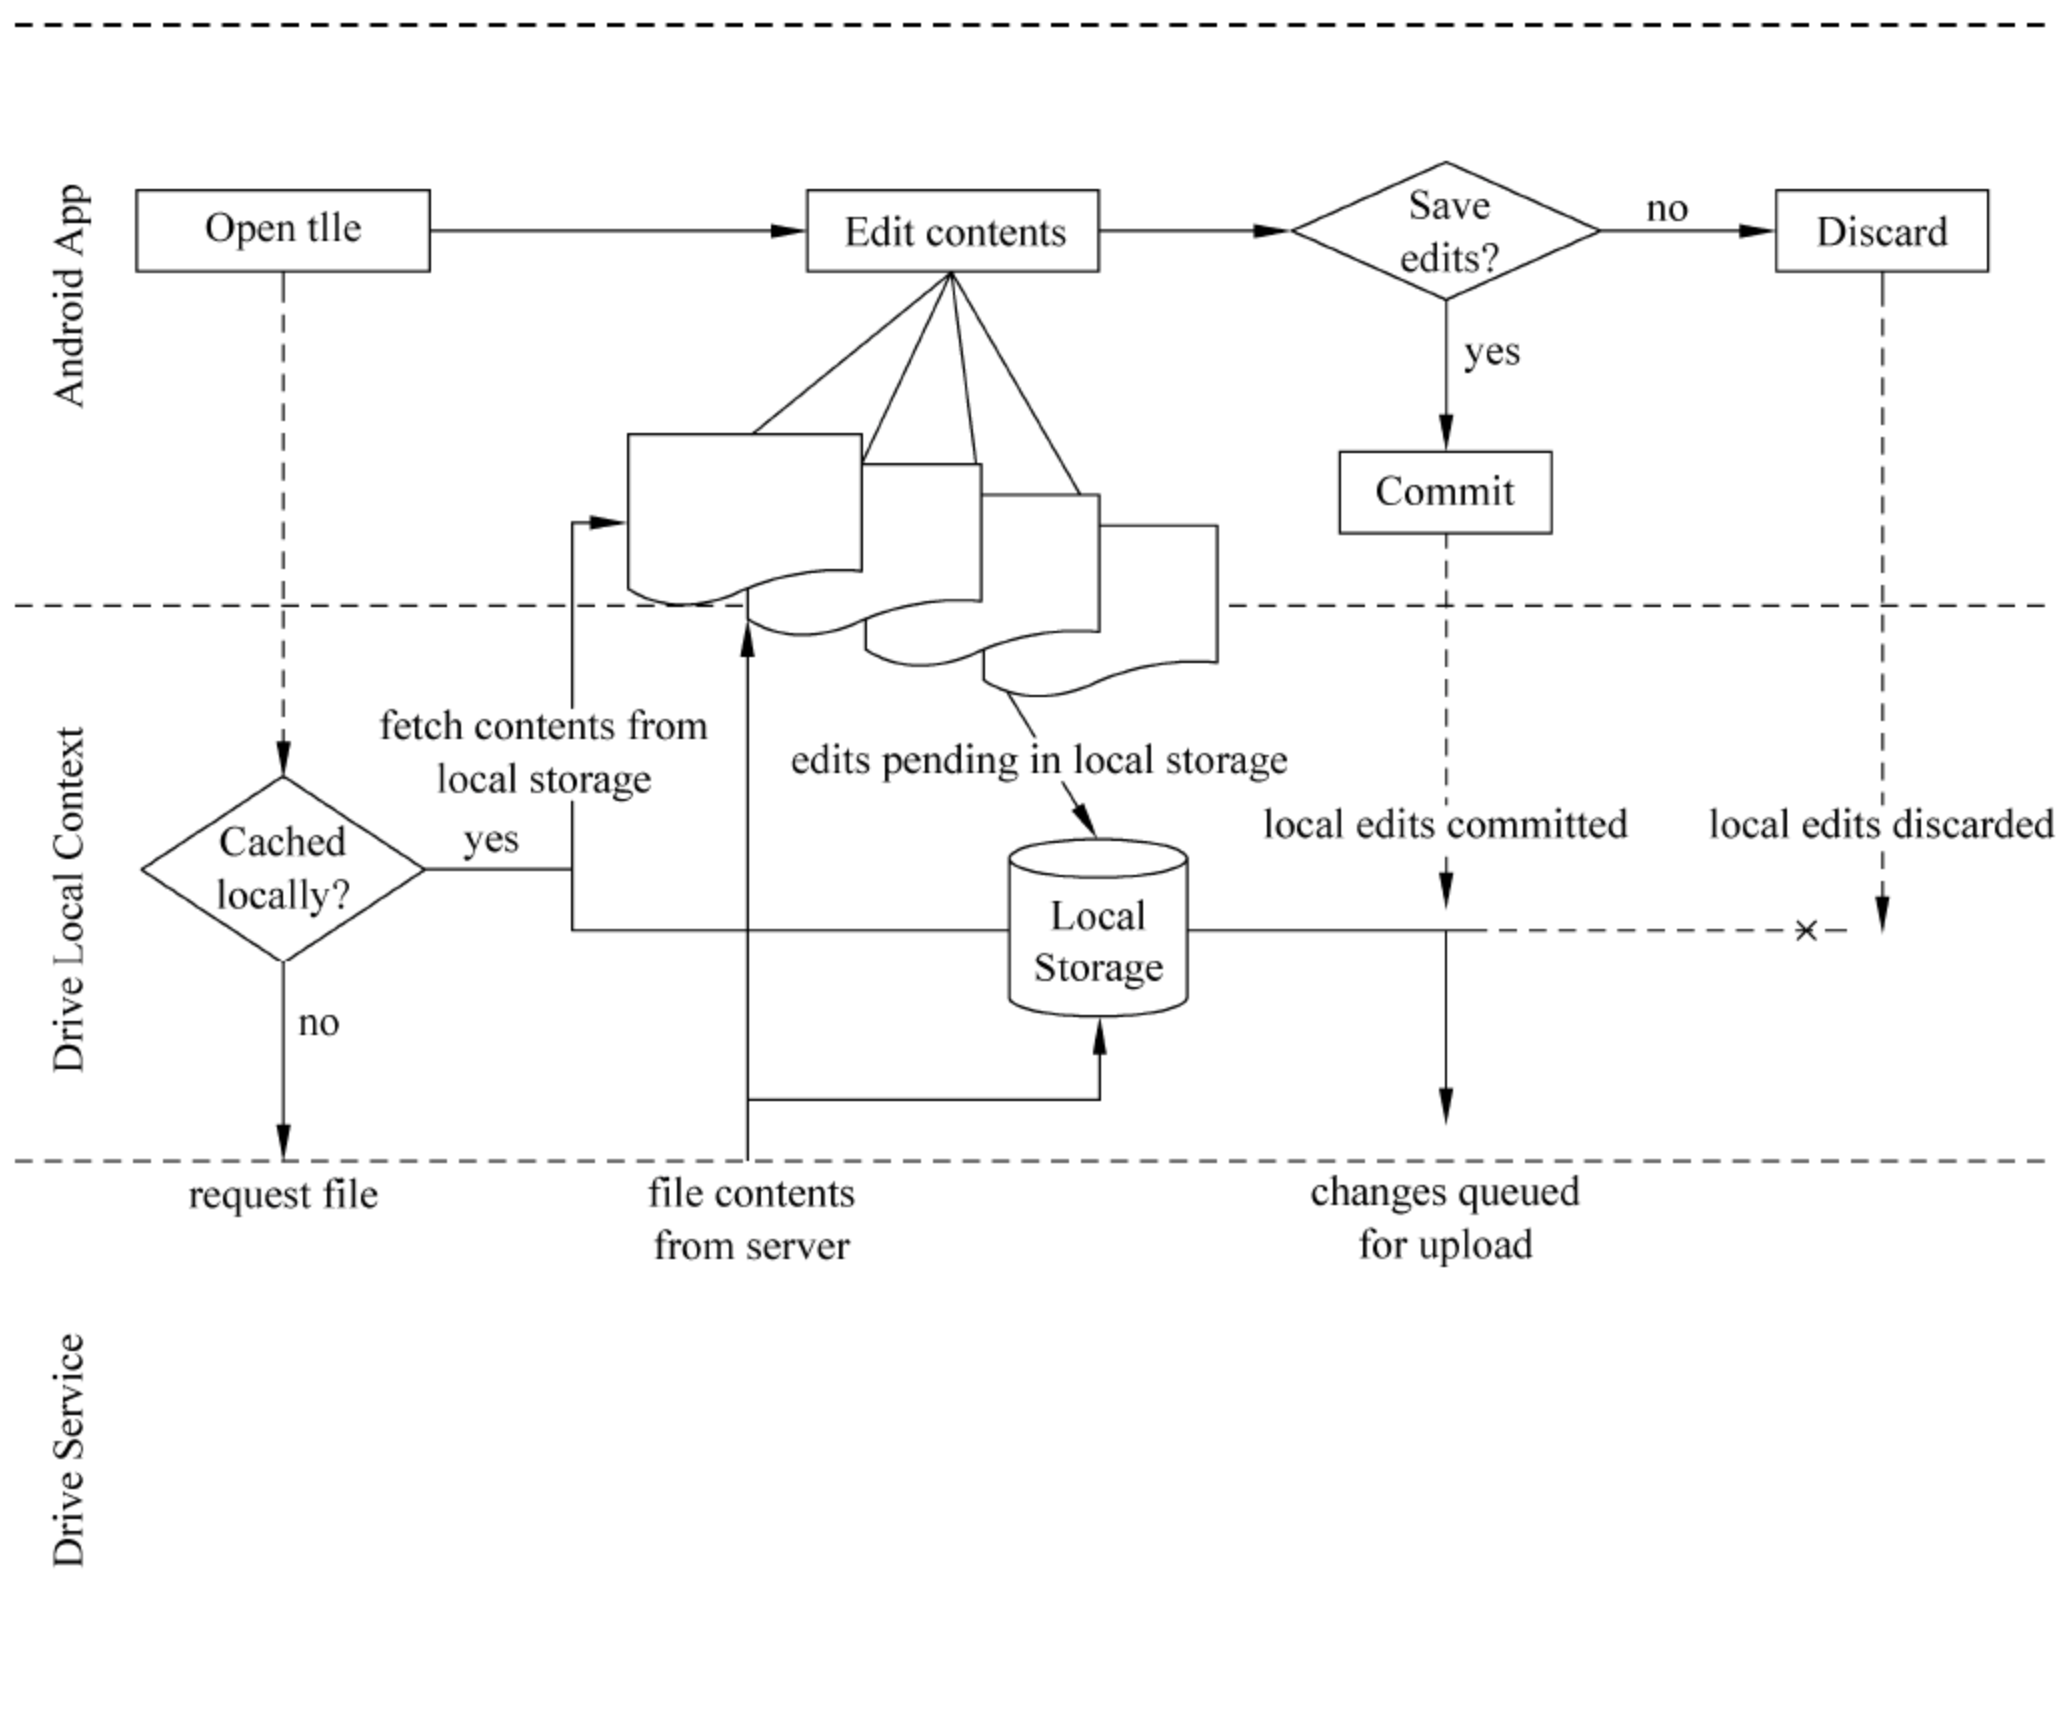 Android App
Open tlle
Edit contents
Save
edits?
no
Discard
yes
Commit
Drive Local Context
fetch contents from
local storage
edits pending in local storage
Cached
locally?
yes
local edits committed
local edits discarded
Local
Storage
no
request file
file contents
from server
changes queued
for upload
Drive Service